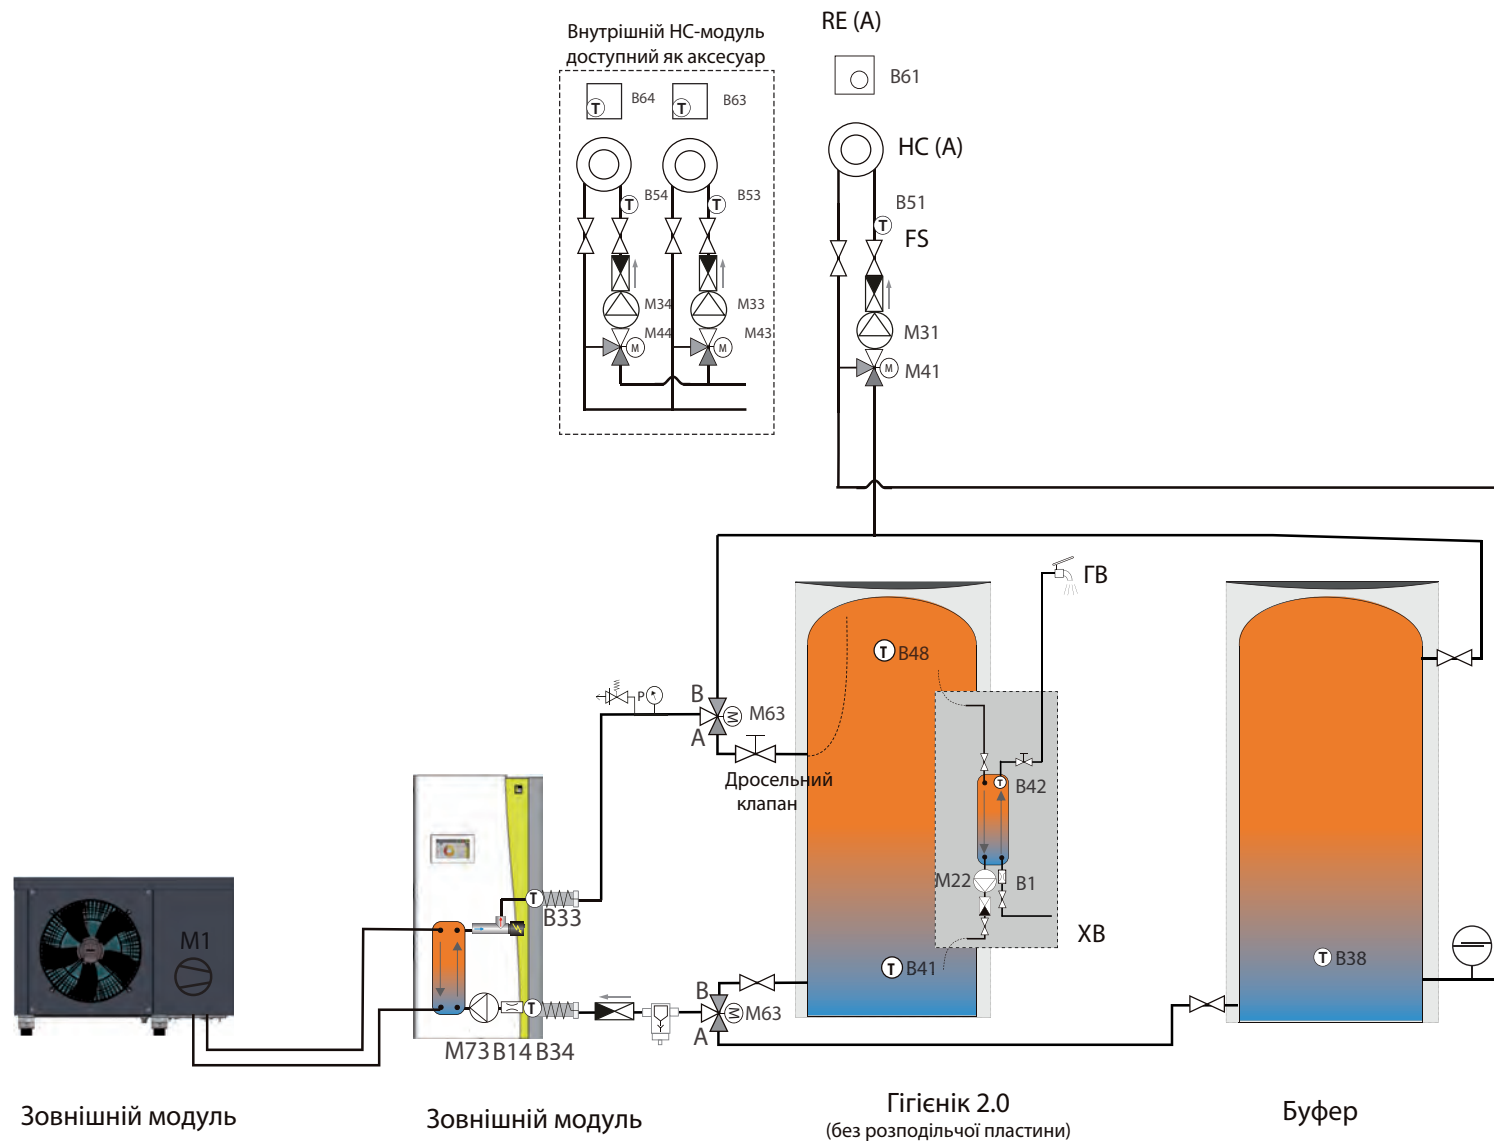 RE (A)
Внутрішній НС-модуль
доступний як аксесуар
B61
B64
B63
HC (A)
B54
B53
B51
FS
M34
M33
M31
M44
M43
M41
M
M
M
T
T
T
T
T
ГВ
T
B48
B
P
M63
A
Дросельний
клапан
T
B42
M22
B1
T
B33
M1
ХВ
T
B41
T
B38
B
M63
A
T
M73 B14 B34
Зовнішній модуль
Зовнішній модуль
Гігієнік 2.0
(без розподільчої пластини)
Буфер